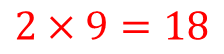 2 × 9 = 18